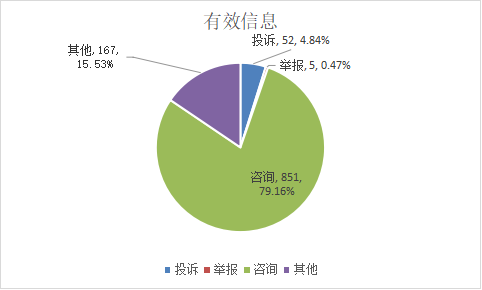 有效信息
投诉, 52, 4.84%
其他, 167,
15.53%
举报, 5, 0.47%
咨询, 851,
79.16%
投诉 举报 咨询 其他